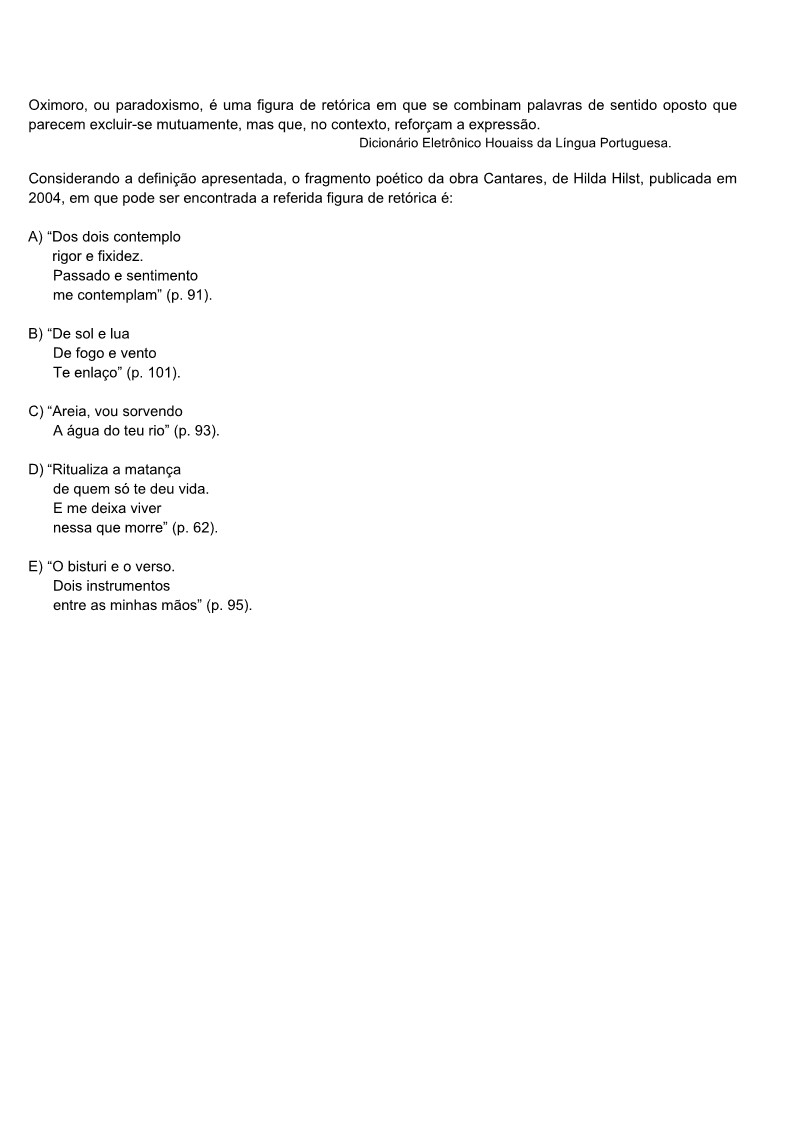 Oximoro, ou paradoxismo, é uma figura de retórica em que se combinam palavras de sentido oposto que
parecem excluir-se mutuamente, mas que, no contexto, reforçam a expressão.
Dicionário Eletrônico Houaiss da Língua Portuguesa.
Considerando a definição apresentada, o fragmento poético da obra Cantares, de Hilda Hilst, publicada em
2004, em que pode ser encontrada a referida figura de retórica é:
A) “Dos dois contemplo
rigor e fixidez.
Passado e sentimento
me contemplam” (p. 91).
B) “De sol e lua
De fogo e vento
Te enlaço” (p. 101).
C) “Areia, vou sorvendo
A água do teu rio” (p. 93).
D) “Ritualiza a matança
de quem só te deu vida.
E me deixa viver
nessa que morre” (p. 62).
E) “O bisturi e o verso.
Dois instrumentos
entre as minhas mãos” (p. 95).